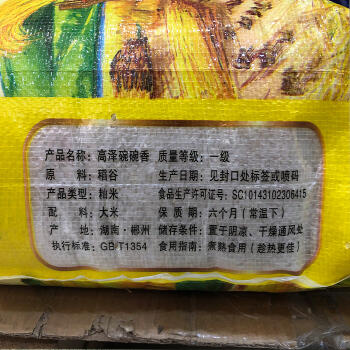 产品名称：高泽碗碗香 质量等级：一级
原　料：稻谷 生产日期：见封口处标签或喷码
产品类型：籼米 食品生产许可证号：SC10143102306415
配　料：大米 保 质 期：六个月（常温下）
产　地：湖南·郴州 储存条件：置于阴凉、干燥通风处
执行标准：GB/T1354 食用指南：煮熟食用（趁热更佳）